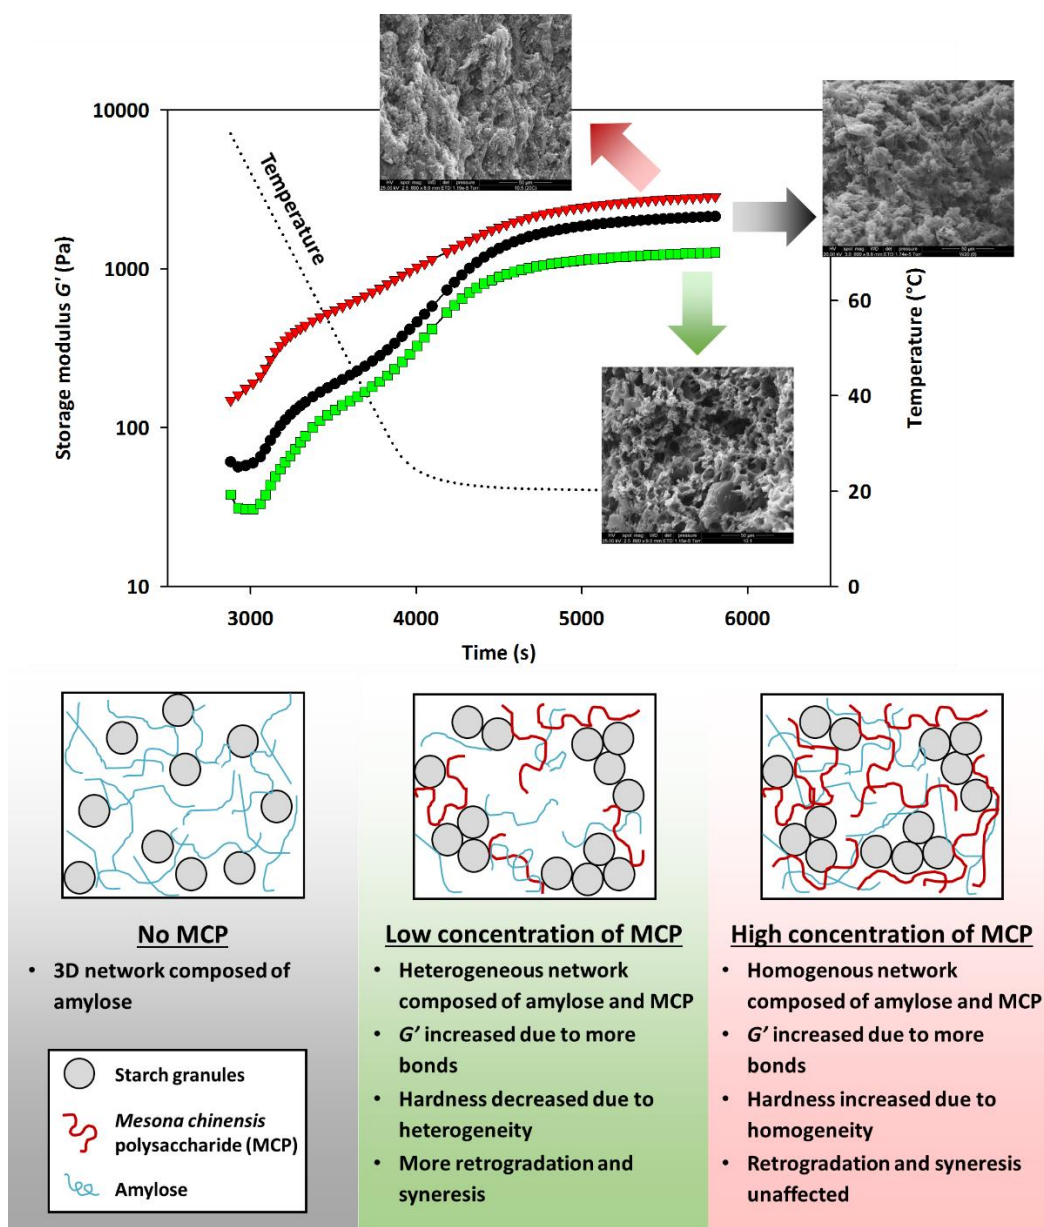 10000
1000
100
10
Storage modulus G' (Pa)
Temperature
60
40
20
0
Temperature (°C)
3000
4000
5000
6000
Time (s)
No MCP
• 3D network composed of
amylose
Starch granules
Mesona chinensis
polysaccharide (MCP)
Amylose
Low concentration of MCP
• Heterogeneous network
composed of amylose and MCP
• G' increased due to more
bonds
• Hardness decreased due to
heterogeneity
• More retrogradation and
syneresis
High concentration of MCP
• Homogenous network
composed of amylose and MCP
• G' increased due to more
bonds
• Hardness increased due to
homogeneity
• Retrogradation and syneresis
unaffected